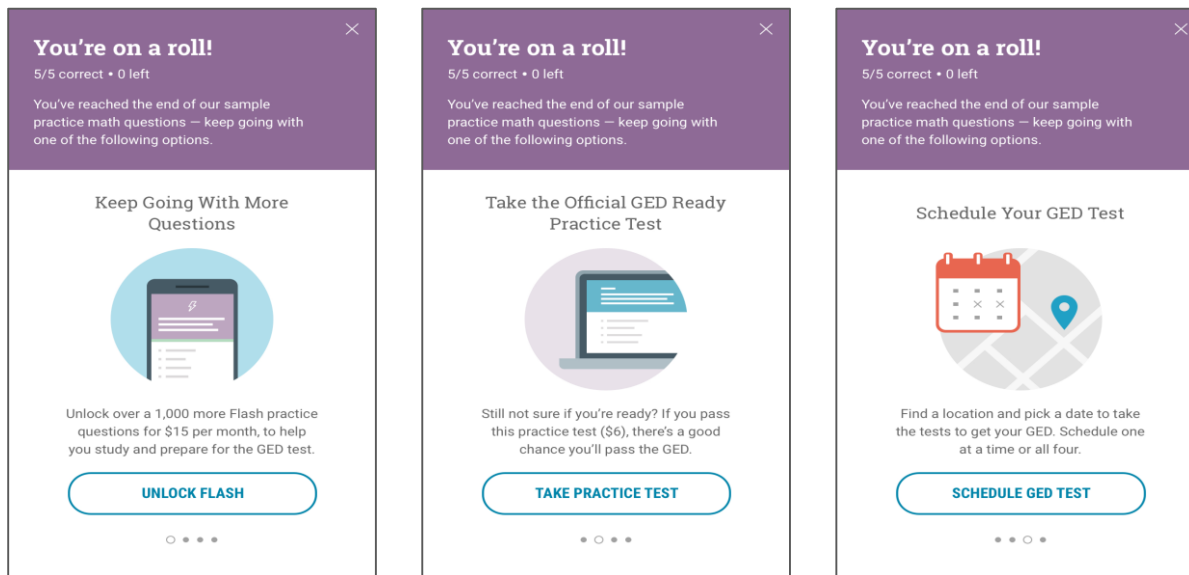 You're on a roll!
5/5 correct • 0 left
You've reached the end of our sample
practice math questions — keep going with
one of the following options.
Keep Going With More
Questions
Unlock over a 1,000 more Flash practice
questions for $15 per month, to help
you study and prepare for the GED test.
UNLOCK FLASH
You're on a roll!
5/5 correct • 0 left
You've reached the end of our sample
practice math questions — keep going with
one of the following options.
Take the Official GED Ready
Practice Test
Still not sure if you're ready? If you pass
this practice test ($6), there's a good
chance you'll pass the GED.
TAKE PRACTICE TEST
You're on a roll!
5/5 correct • 0 left
You've reached the end of our sample
practice math questions — keep going with
one of the following options.
Schedule Your GED Test
Find a location and pick a date to take
the tests to get your GED. Schedule one
at a time or all four.
SCHEDULE GED TEST